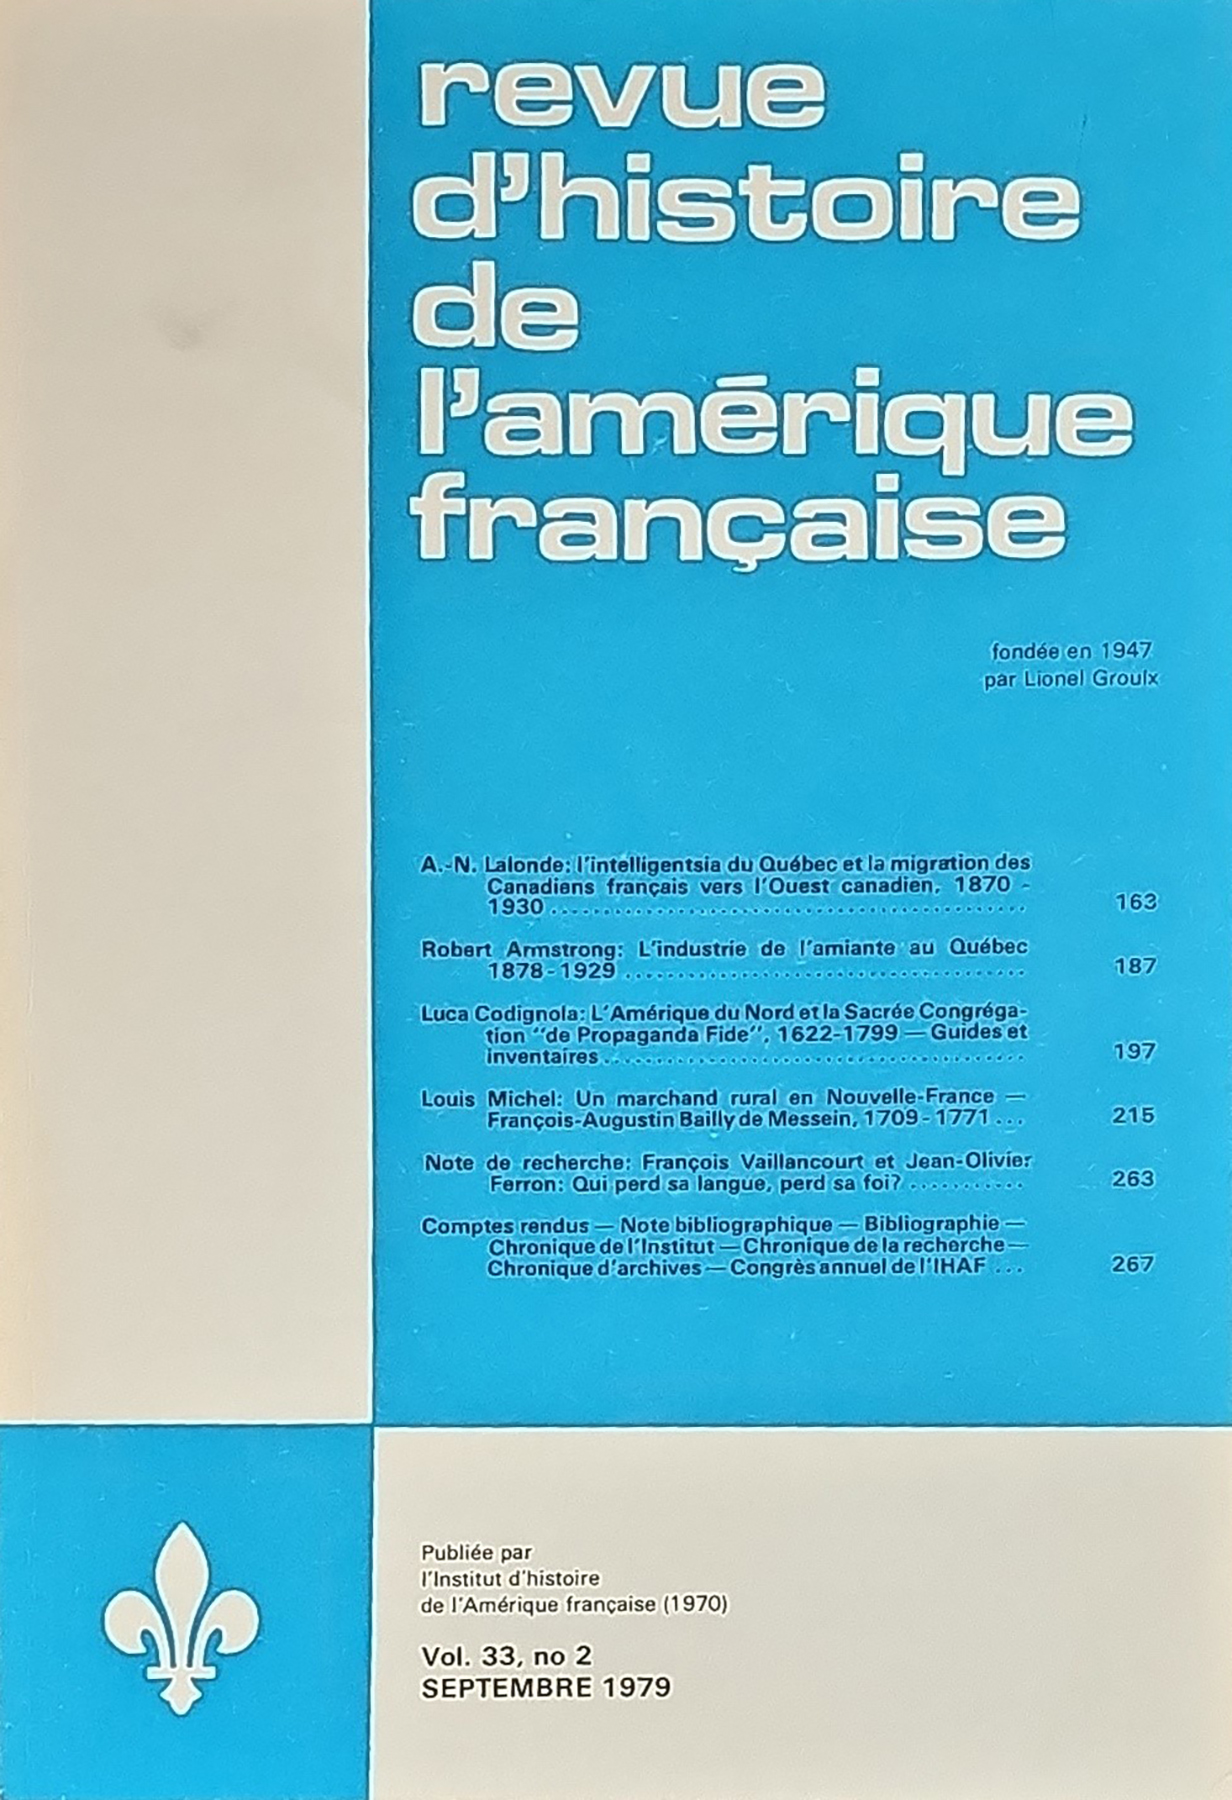 revue
d'histoire
de
l'amérique
française
fondée en 1947
par Lionel Groulx
A.-N. Lalonde: l'intelligentsia du Québec et la migration des
Canadiens français vers l'Ouest canadien, 1870 -
1930 ............................................. 163
Robert Armstrong: L'industrie de l'amiante au Québec
1878-1929 ...................................... 187
Luca Codignola: L'Amérique du Nord et la Sacrée Congréga-
tion "de Propaganda Fide", 1622-1799 — Guides et
inventaires ........................................ 197
Louis Michel: Un marchand rural en Nouvelle-France —
François-Augustin Bailly de Messein, 1709-1771 ... 215
Note de recherche: François Vaillancourt et Jean-Olivier
Ferron: Qui perd sa langue, perd sa foi? ........... 263
Comptes rendus — Note bibliographique — Bibliographie —
Chronique de l'Institut — Chronique de la recherche —
Chronique d'archives — Congrès annuel de l'IHAF ... 267
Publiée par
l'Institut d'histoire
de l'Amérique française (1970)
Vol. 33, no 2
SEPTEMBRE 1979